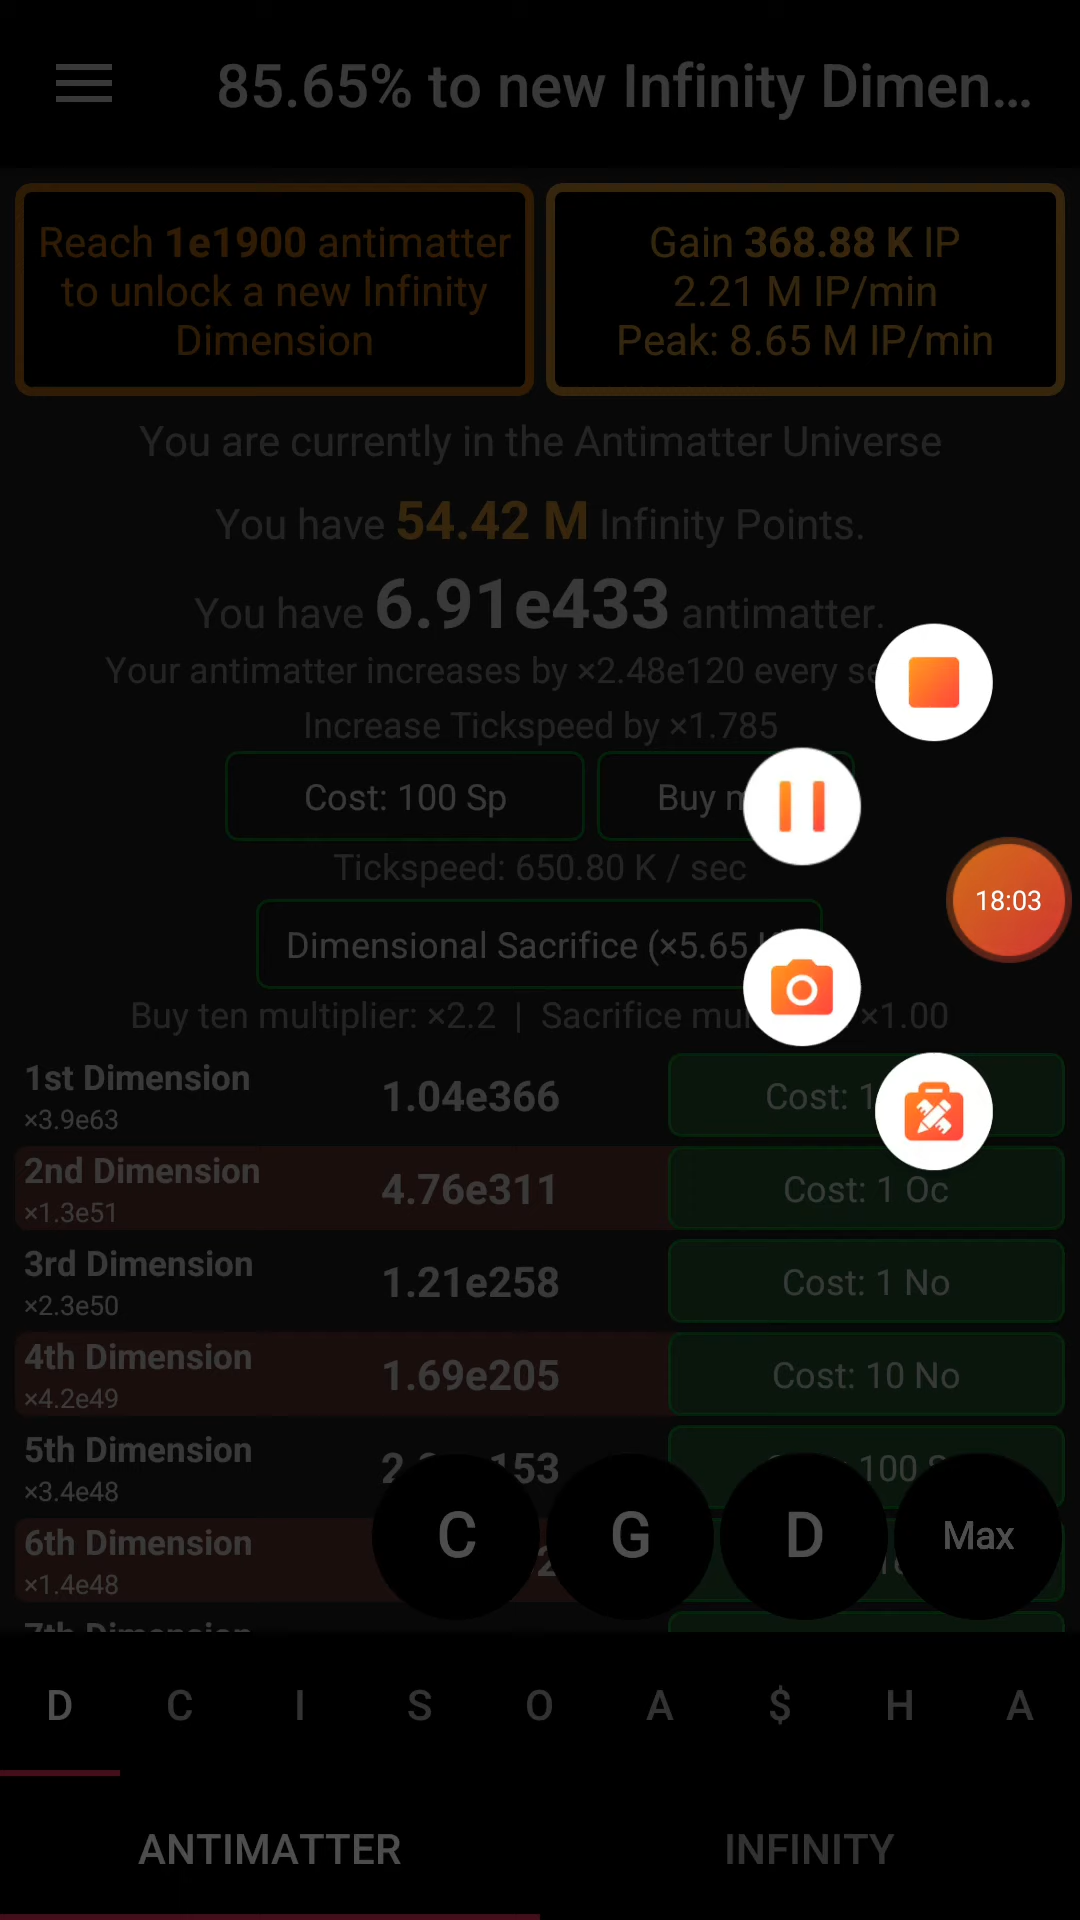 85.65% to new Infinity Dimen...
Reach 1e1900 antimatter
to unlock a new Infinity
Dimension
Gain 368.88 K IP
2.21 M IP/min
Peak: 8.65 M IP/min
You are currently in the Antimatter Universe
You have 54.42 M Infinity Points.
You have 6.91e433 antimatter.
Your antimatter increases by ×2.48e120 every
Increase Tickspeed by ×1.785
Cost: 100 Sp
Buy
Tickspeed: 650.80 K / sec
18:03
Dimensional Sacrifice (×5.65
Buy ten multiplier: ×2.2 | Sacrifice ×1.00
1st Dimension
×3.9e63
1.04e366
Cost: 1
2nd Dimension
×1.3e51
4.76e311
Cost: 1 Oc
3rd Dimension
×2.3e50
1.21e258
Cost: 1 No
4th Dimension
×4.2e49
1.69e205
Cost: 10 No
5th Dimension
×3.4e48
153
100
6th Dimension
×1.4e48
C
G
D
Max
7th Dimension
D
C
I
S
O
A
$
H
A
ANTIMATTER
INFINITY